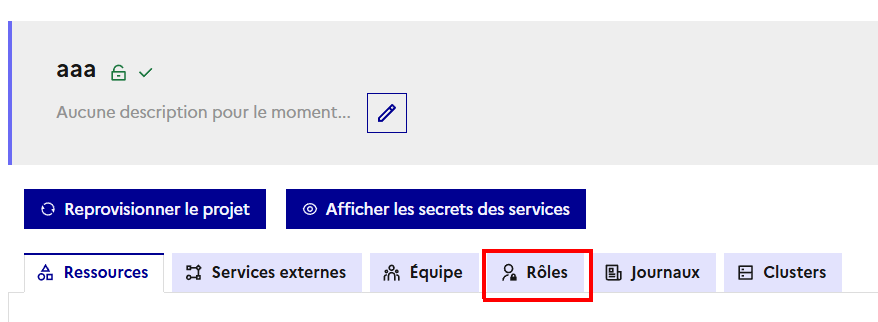 aaa
Aucune description pour le moment...
Reprovisionner le projet Afficher les secrets des services
Ressources Services externes Équipe Rôles Journaux Clusters